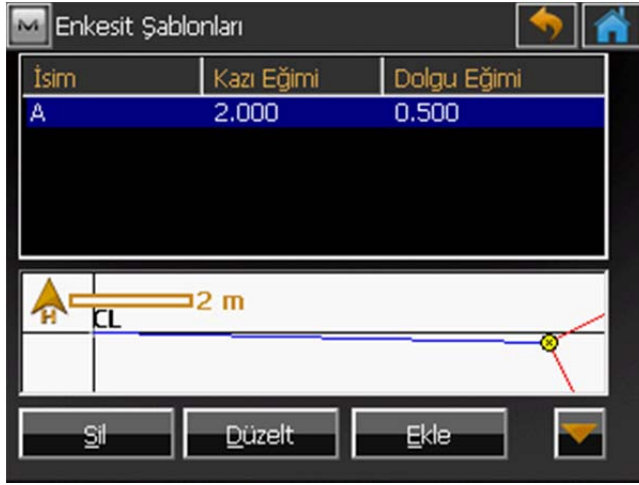 M Enkesit Şablonları
İsim Kazı Eğimi Dolgu Eğimi
A 2.000 0.500
H 2 m
CL
Sil Düzelt Ekle